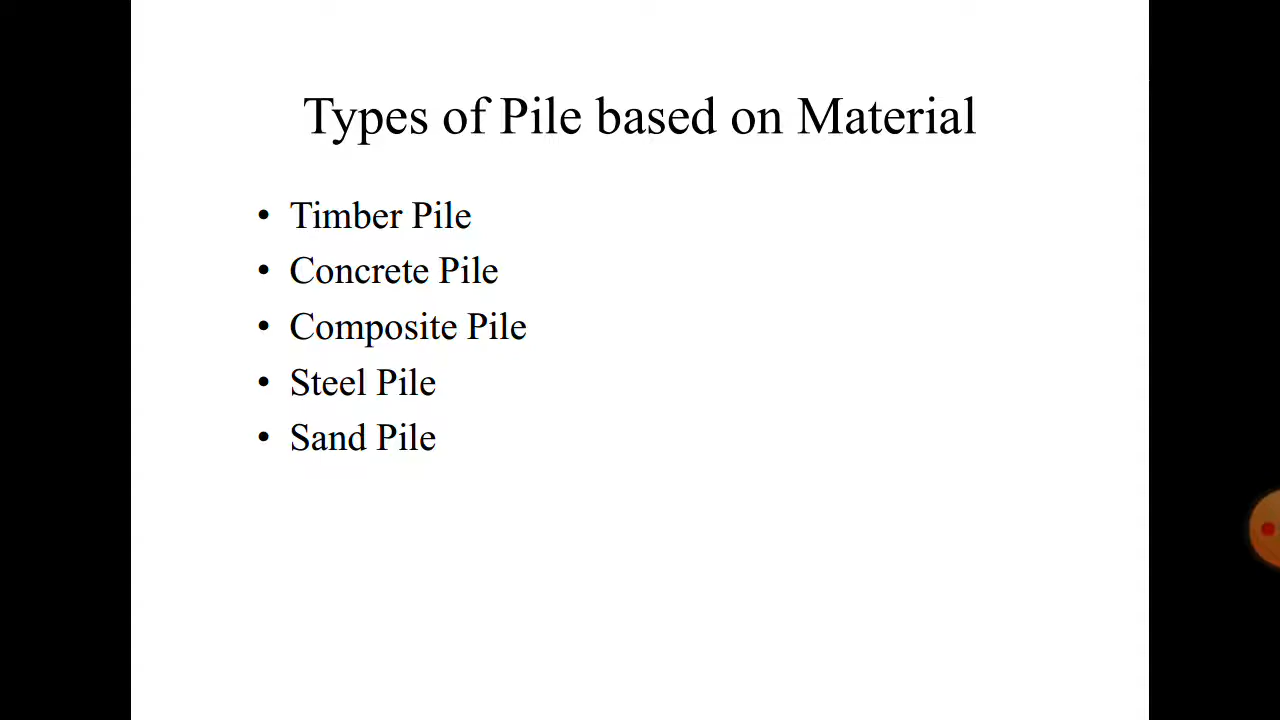 Types of Pile based on Material
• Timber Pile
• Concrete Pile
• Composite Pile
• Steel Pile
• Sand Pile